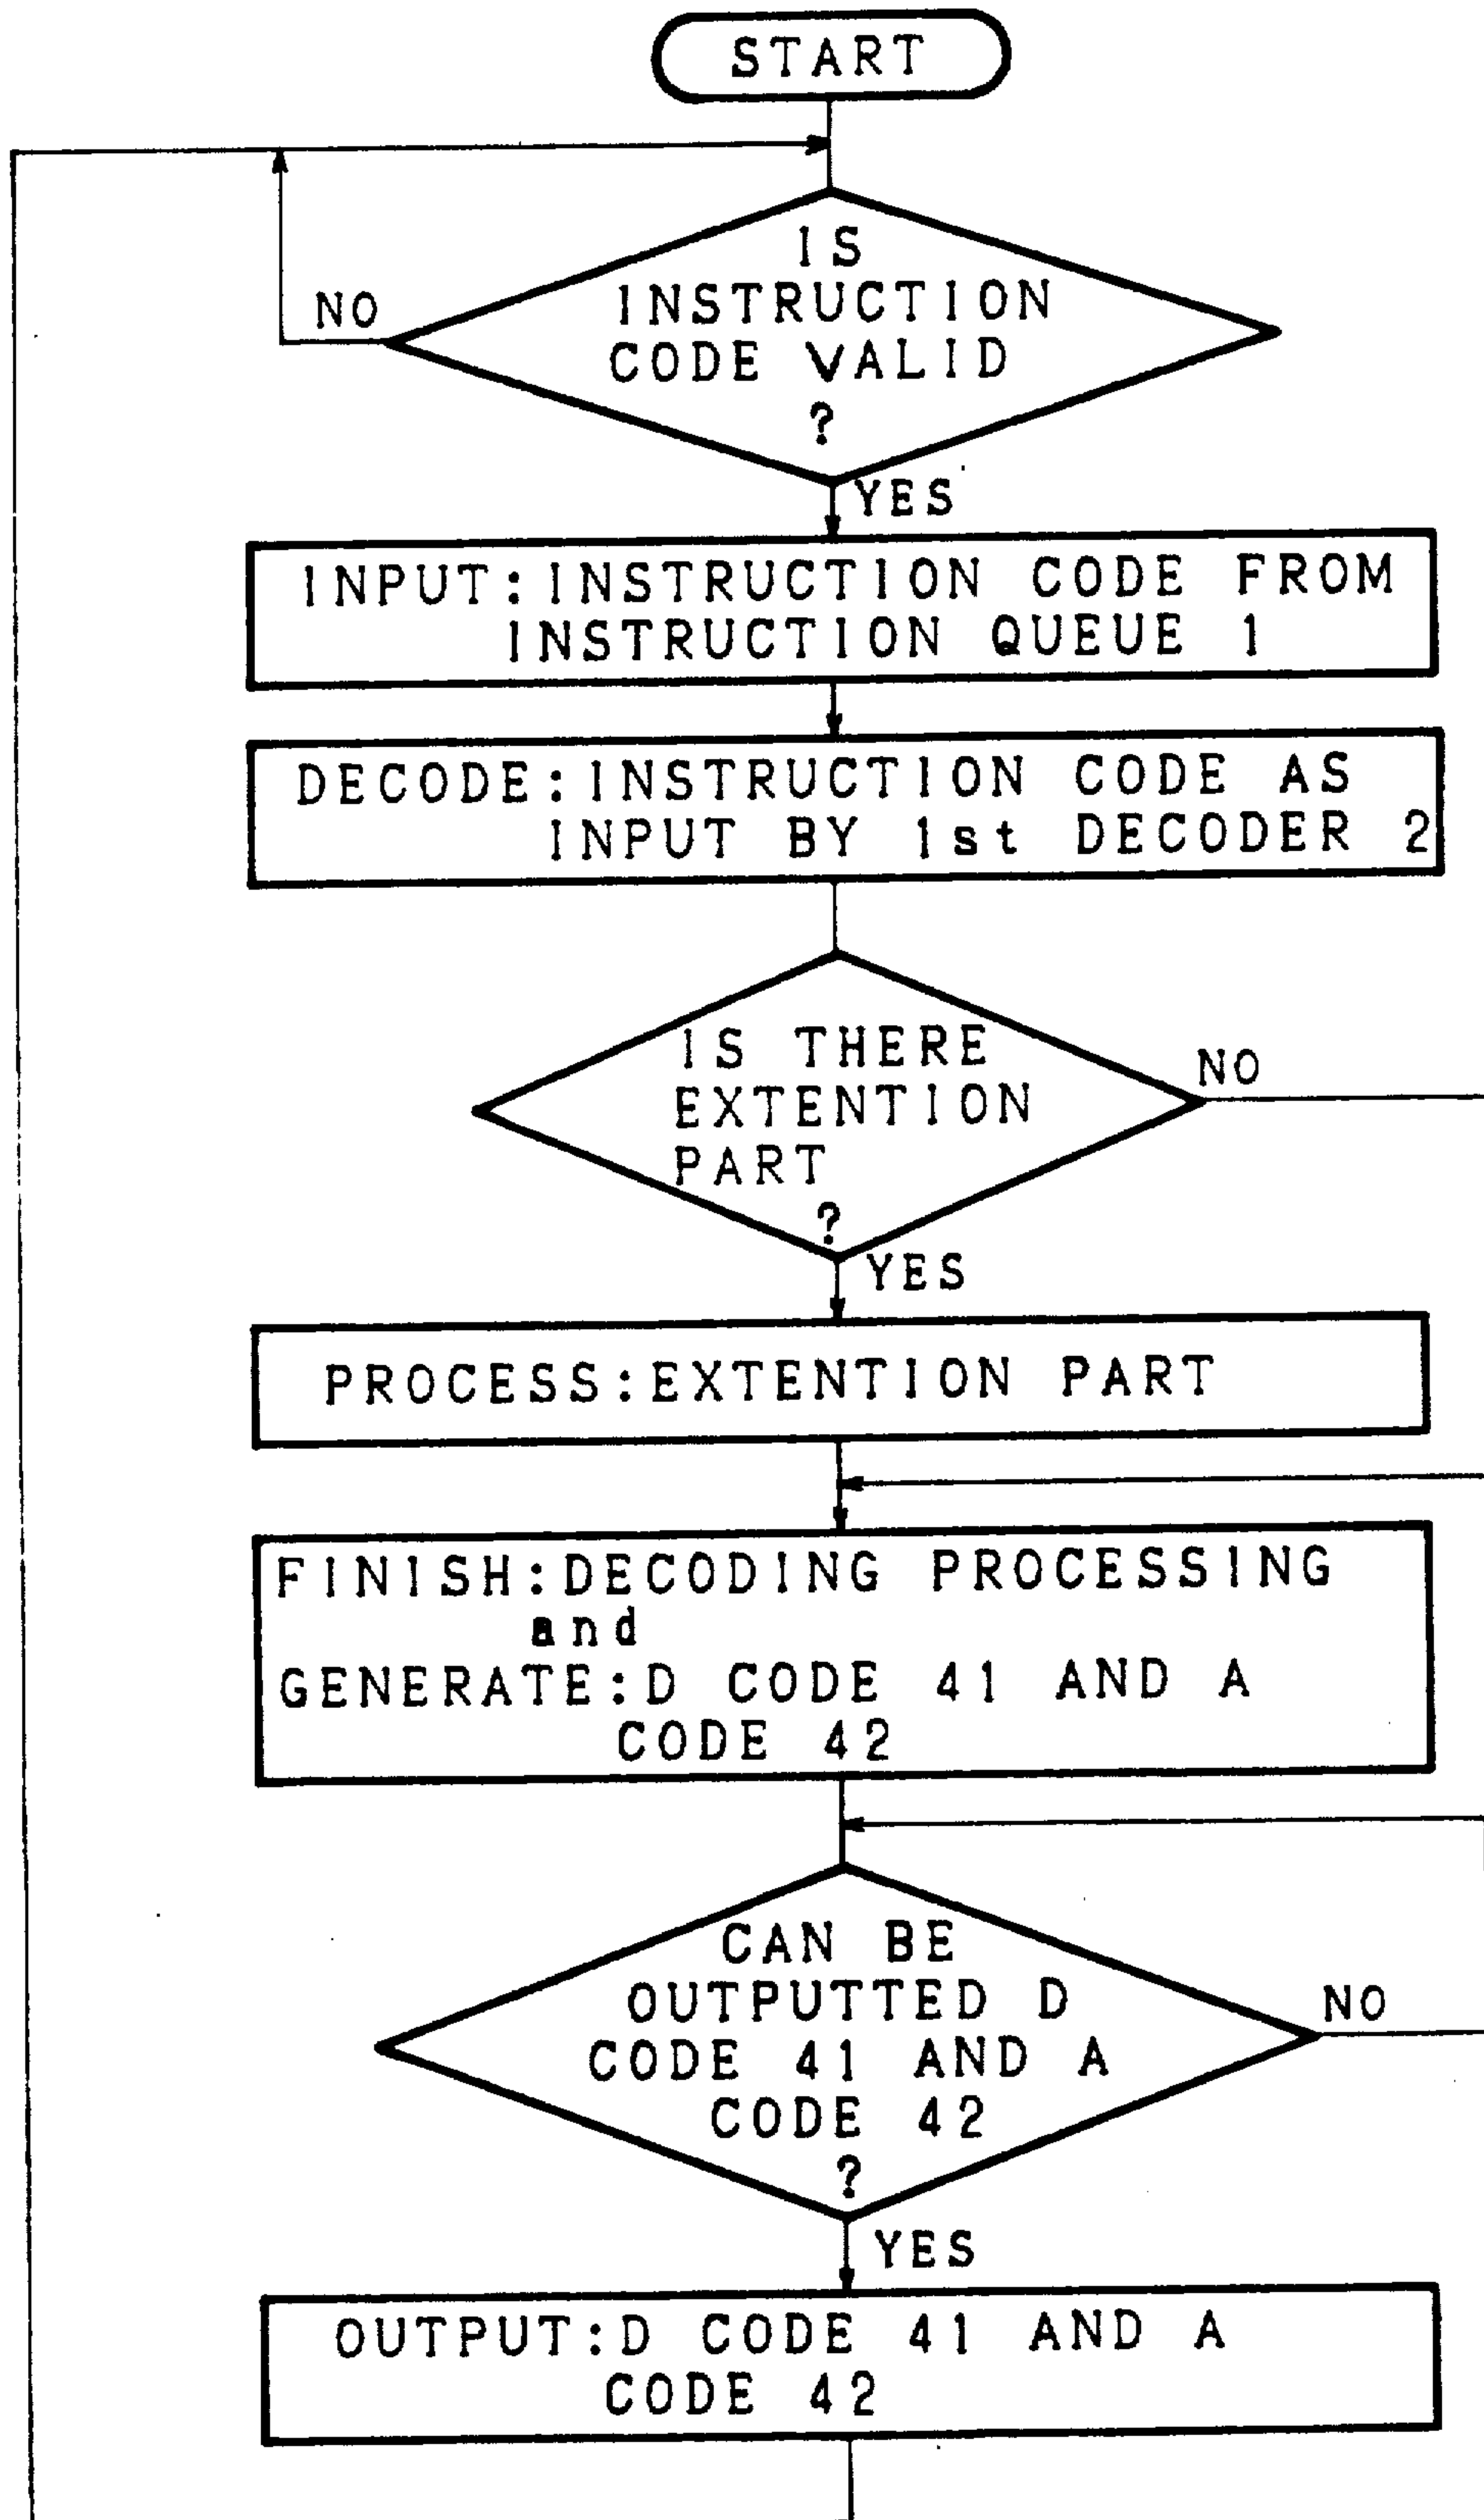 START
IS
INSTRUCTION
CODE VALID
?
NO
YES
INPUT:INSTRUCTION CODE FROM
INSTRUCTION QUEUE 1
DECODE:INSTRUCTION CODE AS
INPUT BY 1st DECODER 2
IS THERE
EXTENTION
PART
?
NO
YES
PROCESS:EXTENTION PART
FINISH:DECODING PROCESSING
and
GENERATE:D CODE 41 AND A
CODE 42
CAN BE
OUTPUTTED D
CODE 41 AND A
CODE 42
?
NO
YES
OUTPUT:D CODE 41 AND A
CODE 42